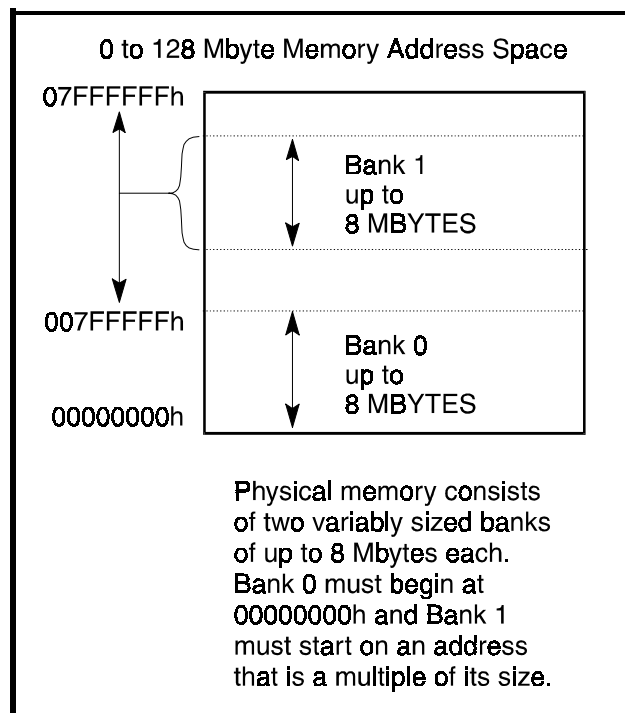 0 to 128 Mbyte Memory Address Space
07FFFFFFh
Bank 1
up to
8 MBYTES
007FFFFFh
Bank 0
up to
8 MBYTES
00000000h
Physical memory consists
of two variably sized banks
of up to 8 Mbytes each.
Bank 0 must begin at
00000000h and Bank 1
must start on an address
that is a multiple of its size.